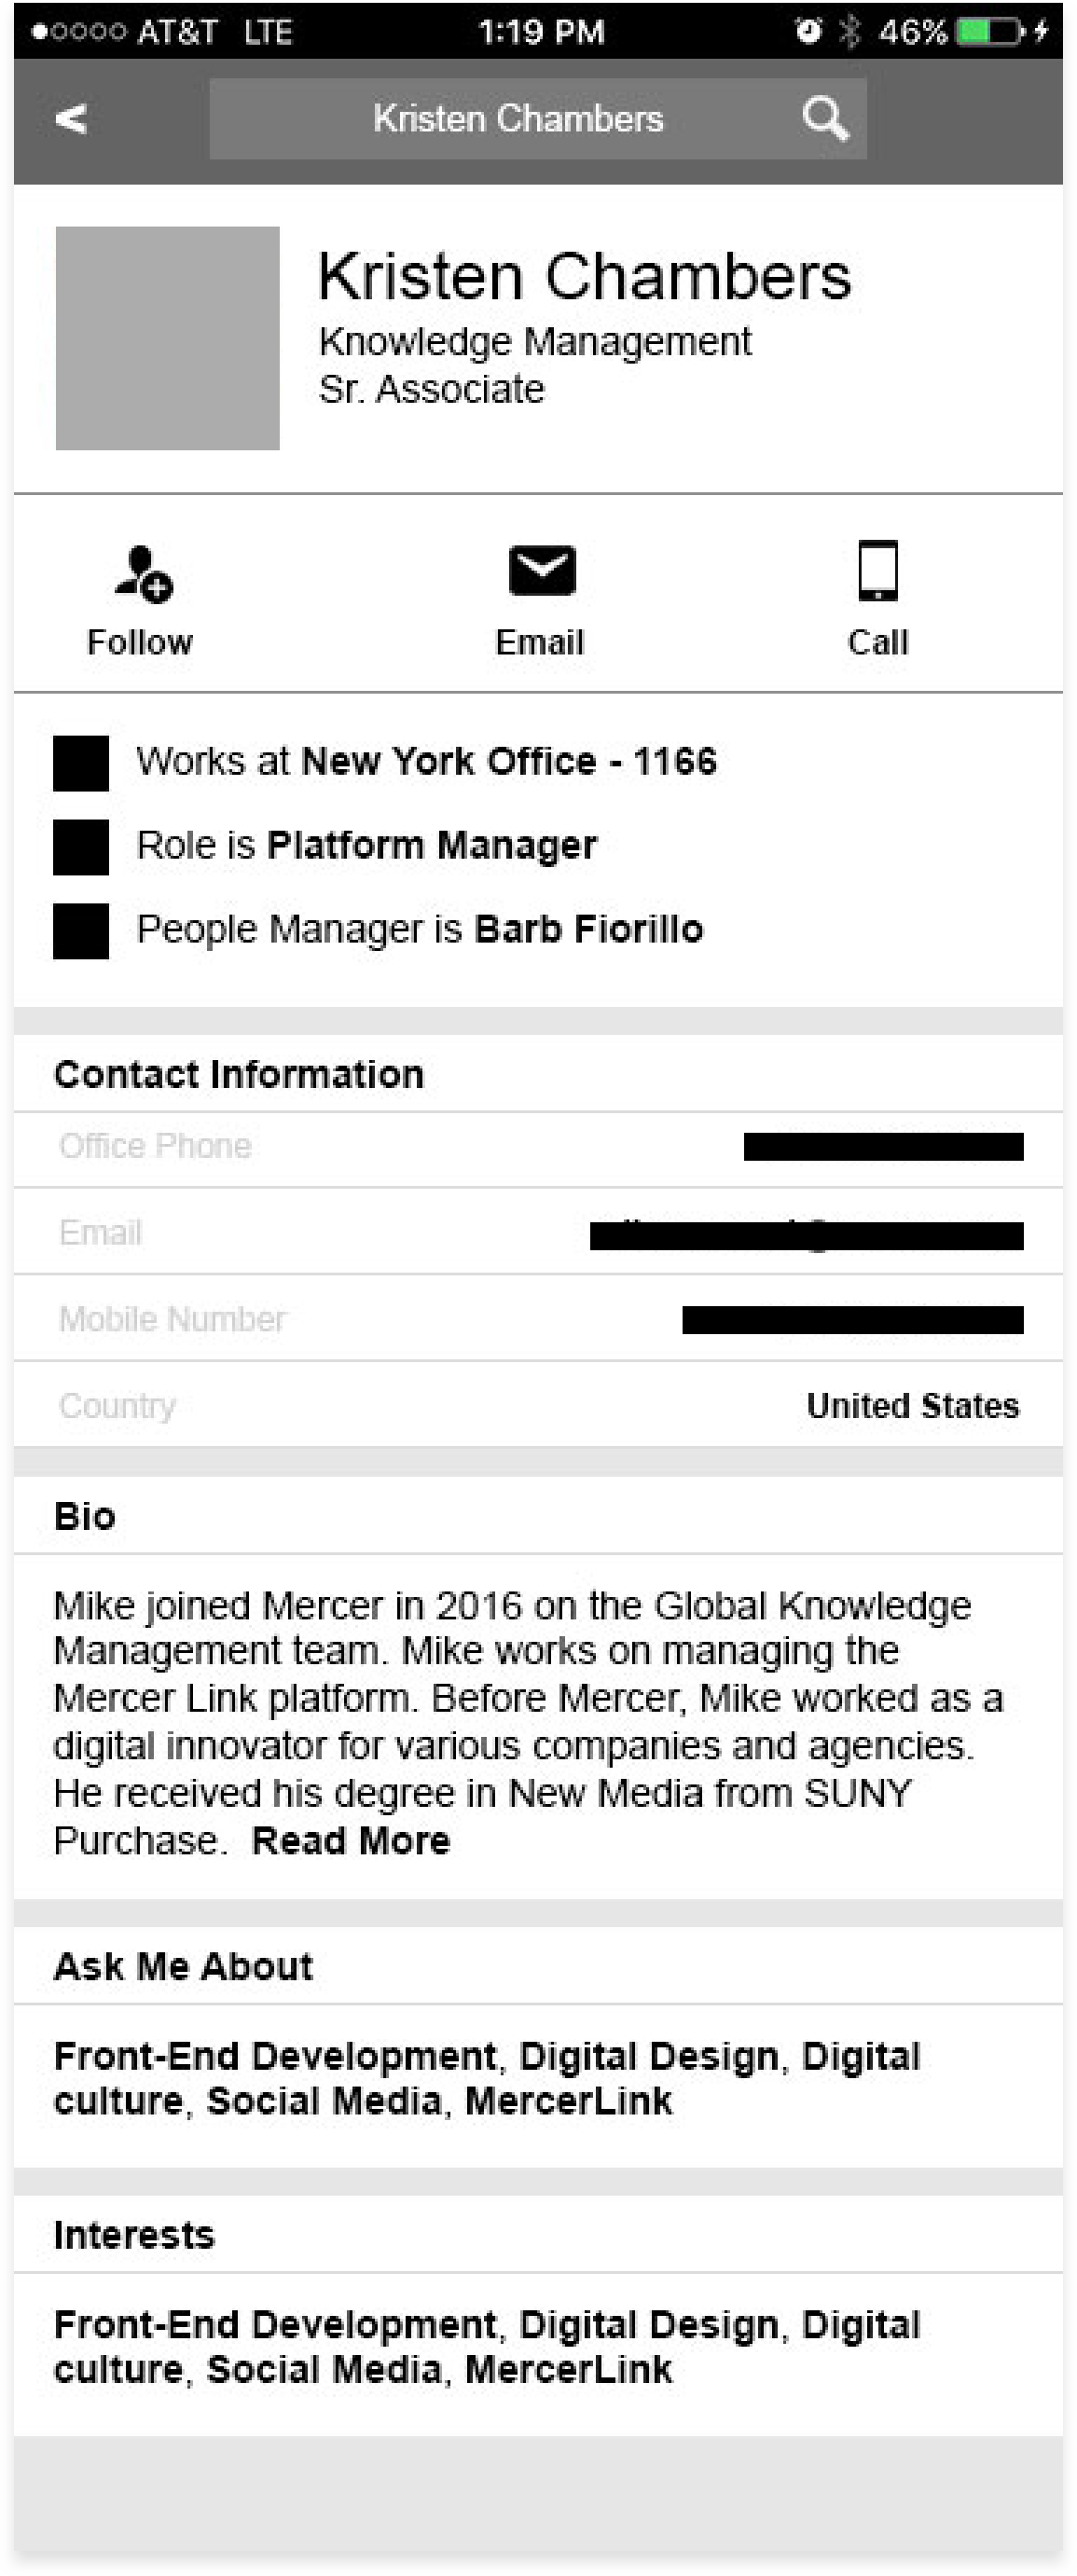 AT&T LTE 1:19 PM 46%
< Kristen Chambers
Kristen Chambers
Knowledge Management
Sr. Associate
Follow Email Call
Works at New York Office - 1166
Role is Platform Manager
People Manager is Barb Fiorillo
Contact Information
Office Phone
Email
Mobile Number
Country United States
Bio
Mike joined Mercer in 2016 on the Global Knowledge
Management team. Mike works on managing the
Mercer Link platform. Before Mercer, Mike worked as a
digital innovator for various companies and agencies.
He received his degree in New Media from SUNY
Purchase. Read More
Ask Me About
Front-End Development, Digital Design, Digital
culture, Social Media, MercerLink
Interests
Front-End Development, Digital Design, Digital
culture, Social Media, MercerLink